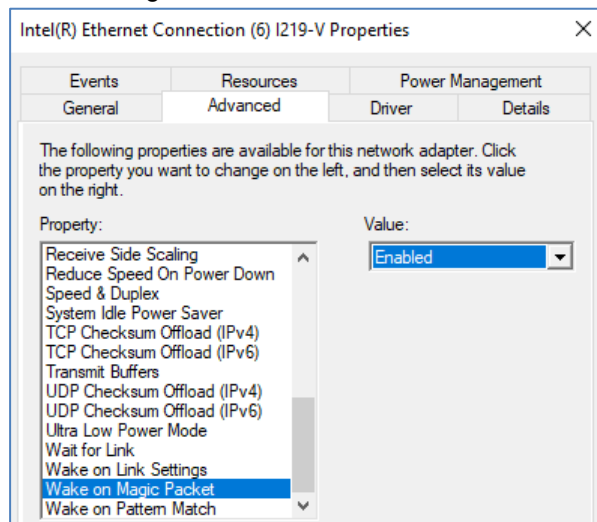 Intel(R) Ethernet Connection (6) I219-V Properties
Events Resources Power Management
General Advanced Driver Details
The following properties are available for this network adapter. Click
the property you want to change on the left, and then select its value
on the right.
Property: Value:
Receive Side Scaling Enabled
Reduce Speed On Power Down
Speed & Duplex
System Idle Power Saver
TCP Checksum Offload (IPv4)
TCP Checksum Offload (IPv6)
Transmit Buffers
UDP Checksum Offload (IPv4)
UDP Checksum Offload (IPv6)
Ultra Low Power Mode
Wait for Link
Wake on Link Settings
Wake on Magic Packet
Wake on Pattern Match